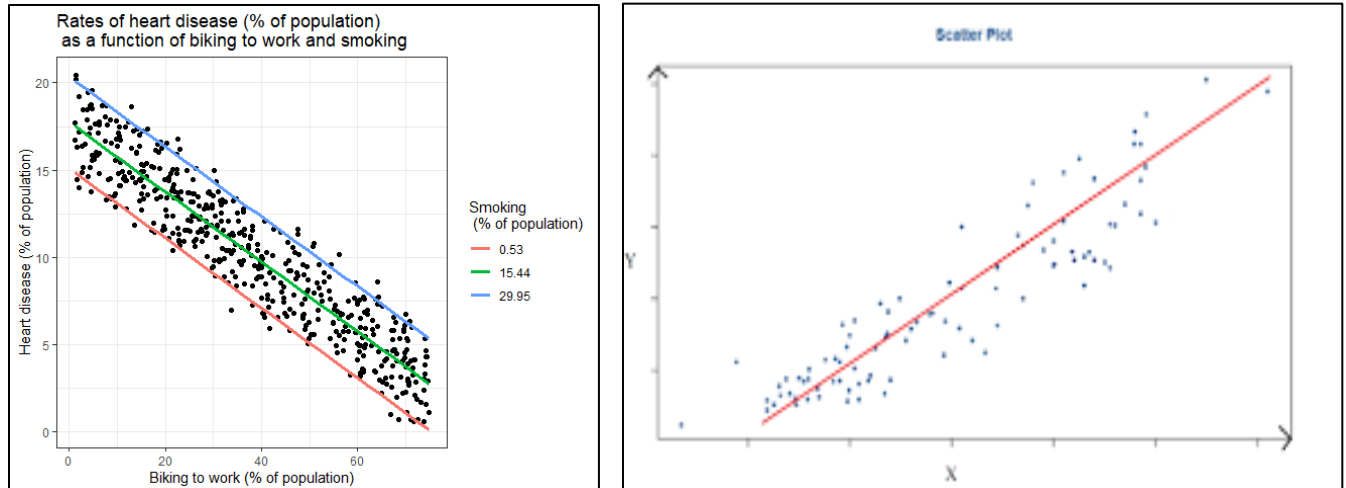 Rates of heart disease (% of population)
as a function of biking to work and smoking
Heart disease (% of population)
20
15
10
5
0
0 20 40 60
Biking to work (% of population)
Smoking
(% of population)
0.53
15.44
29.95
Scatter Plot
Y
X